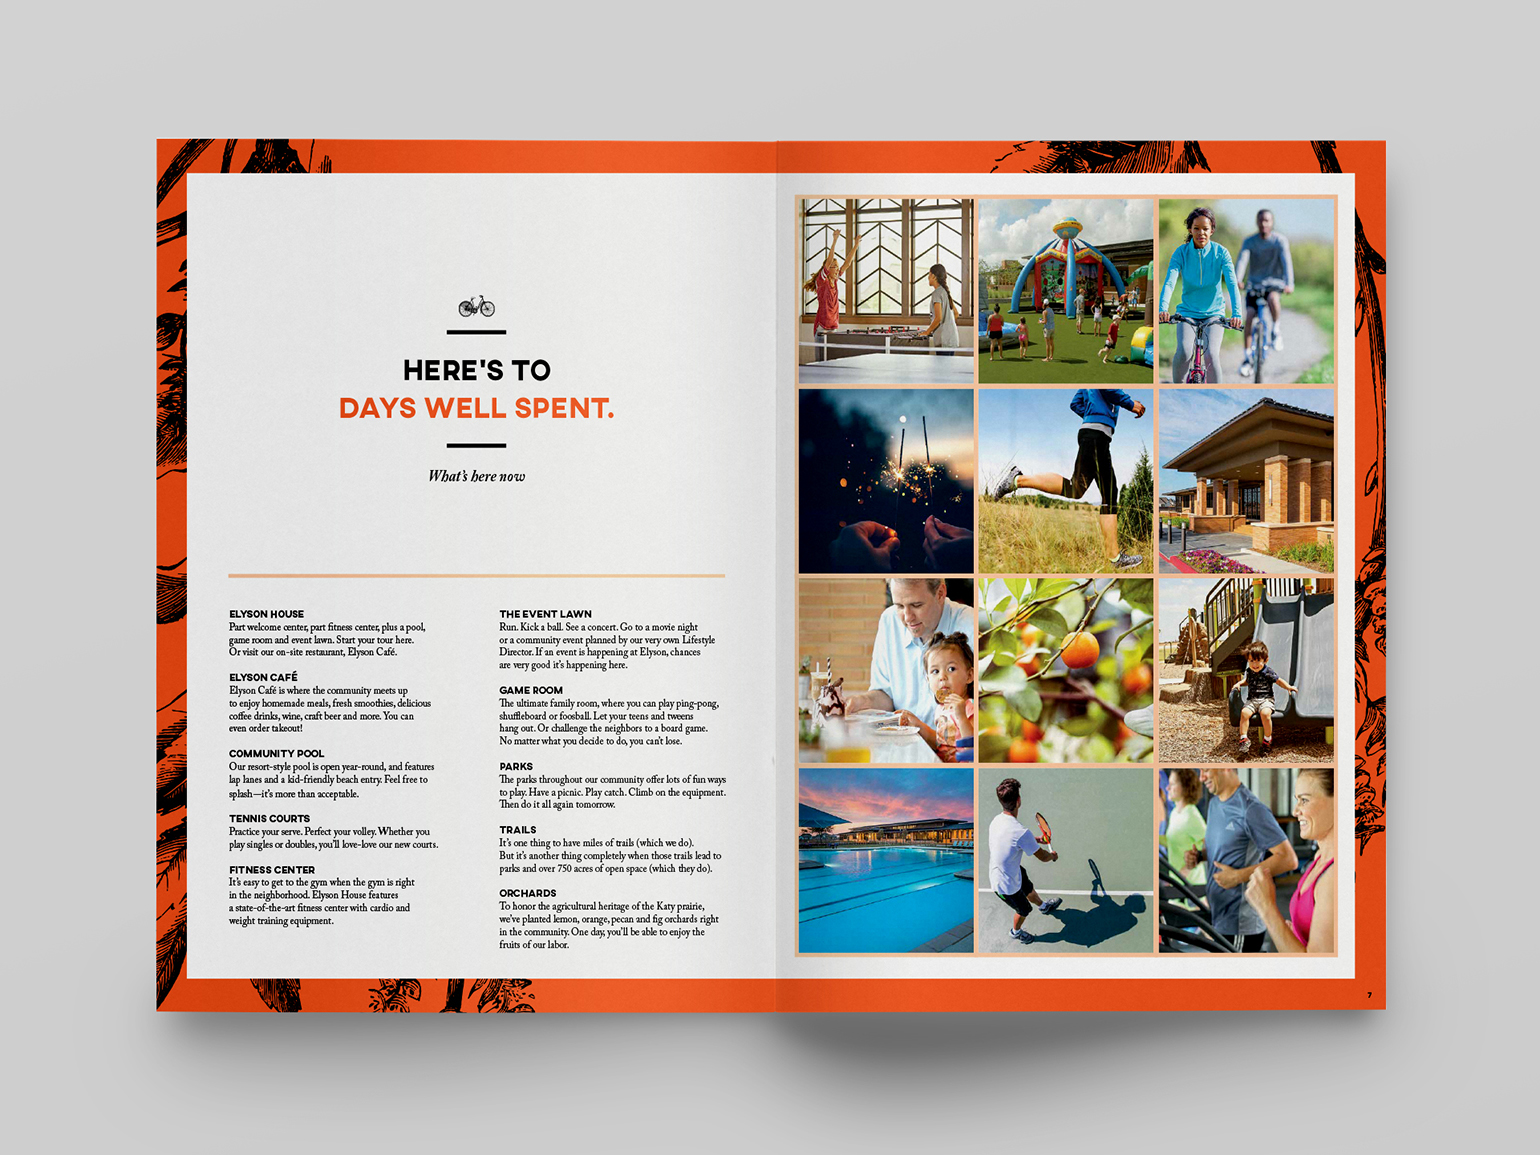 HERE'S TO
DAYS WELL SPENT.
What's here now
ELYSON HOUSE
Part welcome center, part fitness center, plus a pool,
game room and event lawn. Start your tour here.
Or visit our on-site restaurant, Elyson Café.
ELYSON CAFÉ
Elyson Café is where the community meets up
to enjoy homemade meals, fresh smoothies, delicious
coffee drinks, wine, craft beer and more. You can
even order takeout!
COMMUNITY POOL
Our resort-style pool is open year-round, and features
lap lanes and a kid-friendly beach entry. Feel free to
splash—it's more than acceptable.
TENNIS COURTS
Practice your serve. Perfect your volley. Whether you
play singles or doubles, you'll love-love our new courts.
FITNESS CENTER
It's easy to get to the gym when the gym is right
in the neighborhood. Elyson House features
a state-of-the-art fitness center with cardio and
weight training equipment.
THE EVENT LAWN
Run. Kick a ball. See a concert. Go to a movie night
or a community event planned by our very own Lifestyle
Director. If an event is happening at Elyson, chances
are very good it's happening here.
GAME ROOM
The ultimate family room, where you can play ping-pong,
shuffleboard or foosball. Let your teens and tweens
hang out. Or challenge the neighbors to a board game.
No matter what you decide to do, you can't lose.
PARKS
The parks throughout our community offer lots of fun ways
to play. Have a picnic. Play catch. Climb on the equipment.
Then do it all again tomorrow.
TRAILS
It's one thing to have miles of trails (which we do).
But it's another thing completely when those trails lead to
parks and over 750 acres of open space (which they do).
ORCHARDS
To honor the agricultural heritage of the Katy prairie,
we've planted lemon, orange, pecan and fig orchards right
in the community. One day, you'll be able to enjoy the
fruits of our labor.
7